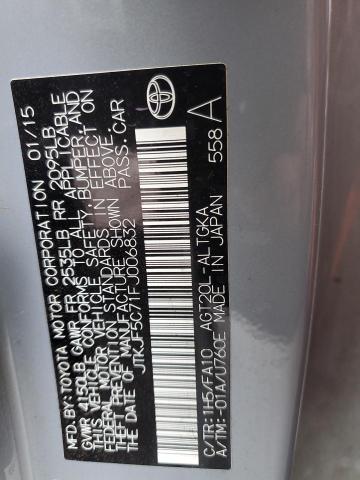 MFD.BY:TOYOTA MOTOR CORPORATION 01/15
GVWR 4450LB GAWR FR 2535LB RR 2095LB
THIS VEHICLE CONFORMS TO ALL APPLICABLE
FEDERAL MOTOR VEHICLE SAFETY, BUMPER, AND
THEFT PREVENTION STANDARDS IN EFFECT ON
THE DATE OF MANUFACTURE SHOWN ABOVE.
JTKJF5C71FJ006832 PASS.CAR
C/TR:1H5/FA10 AGT20L-ALTGKA
A/TM:-01A/U760E MADE IN JAPAN 558 A